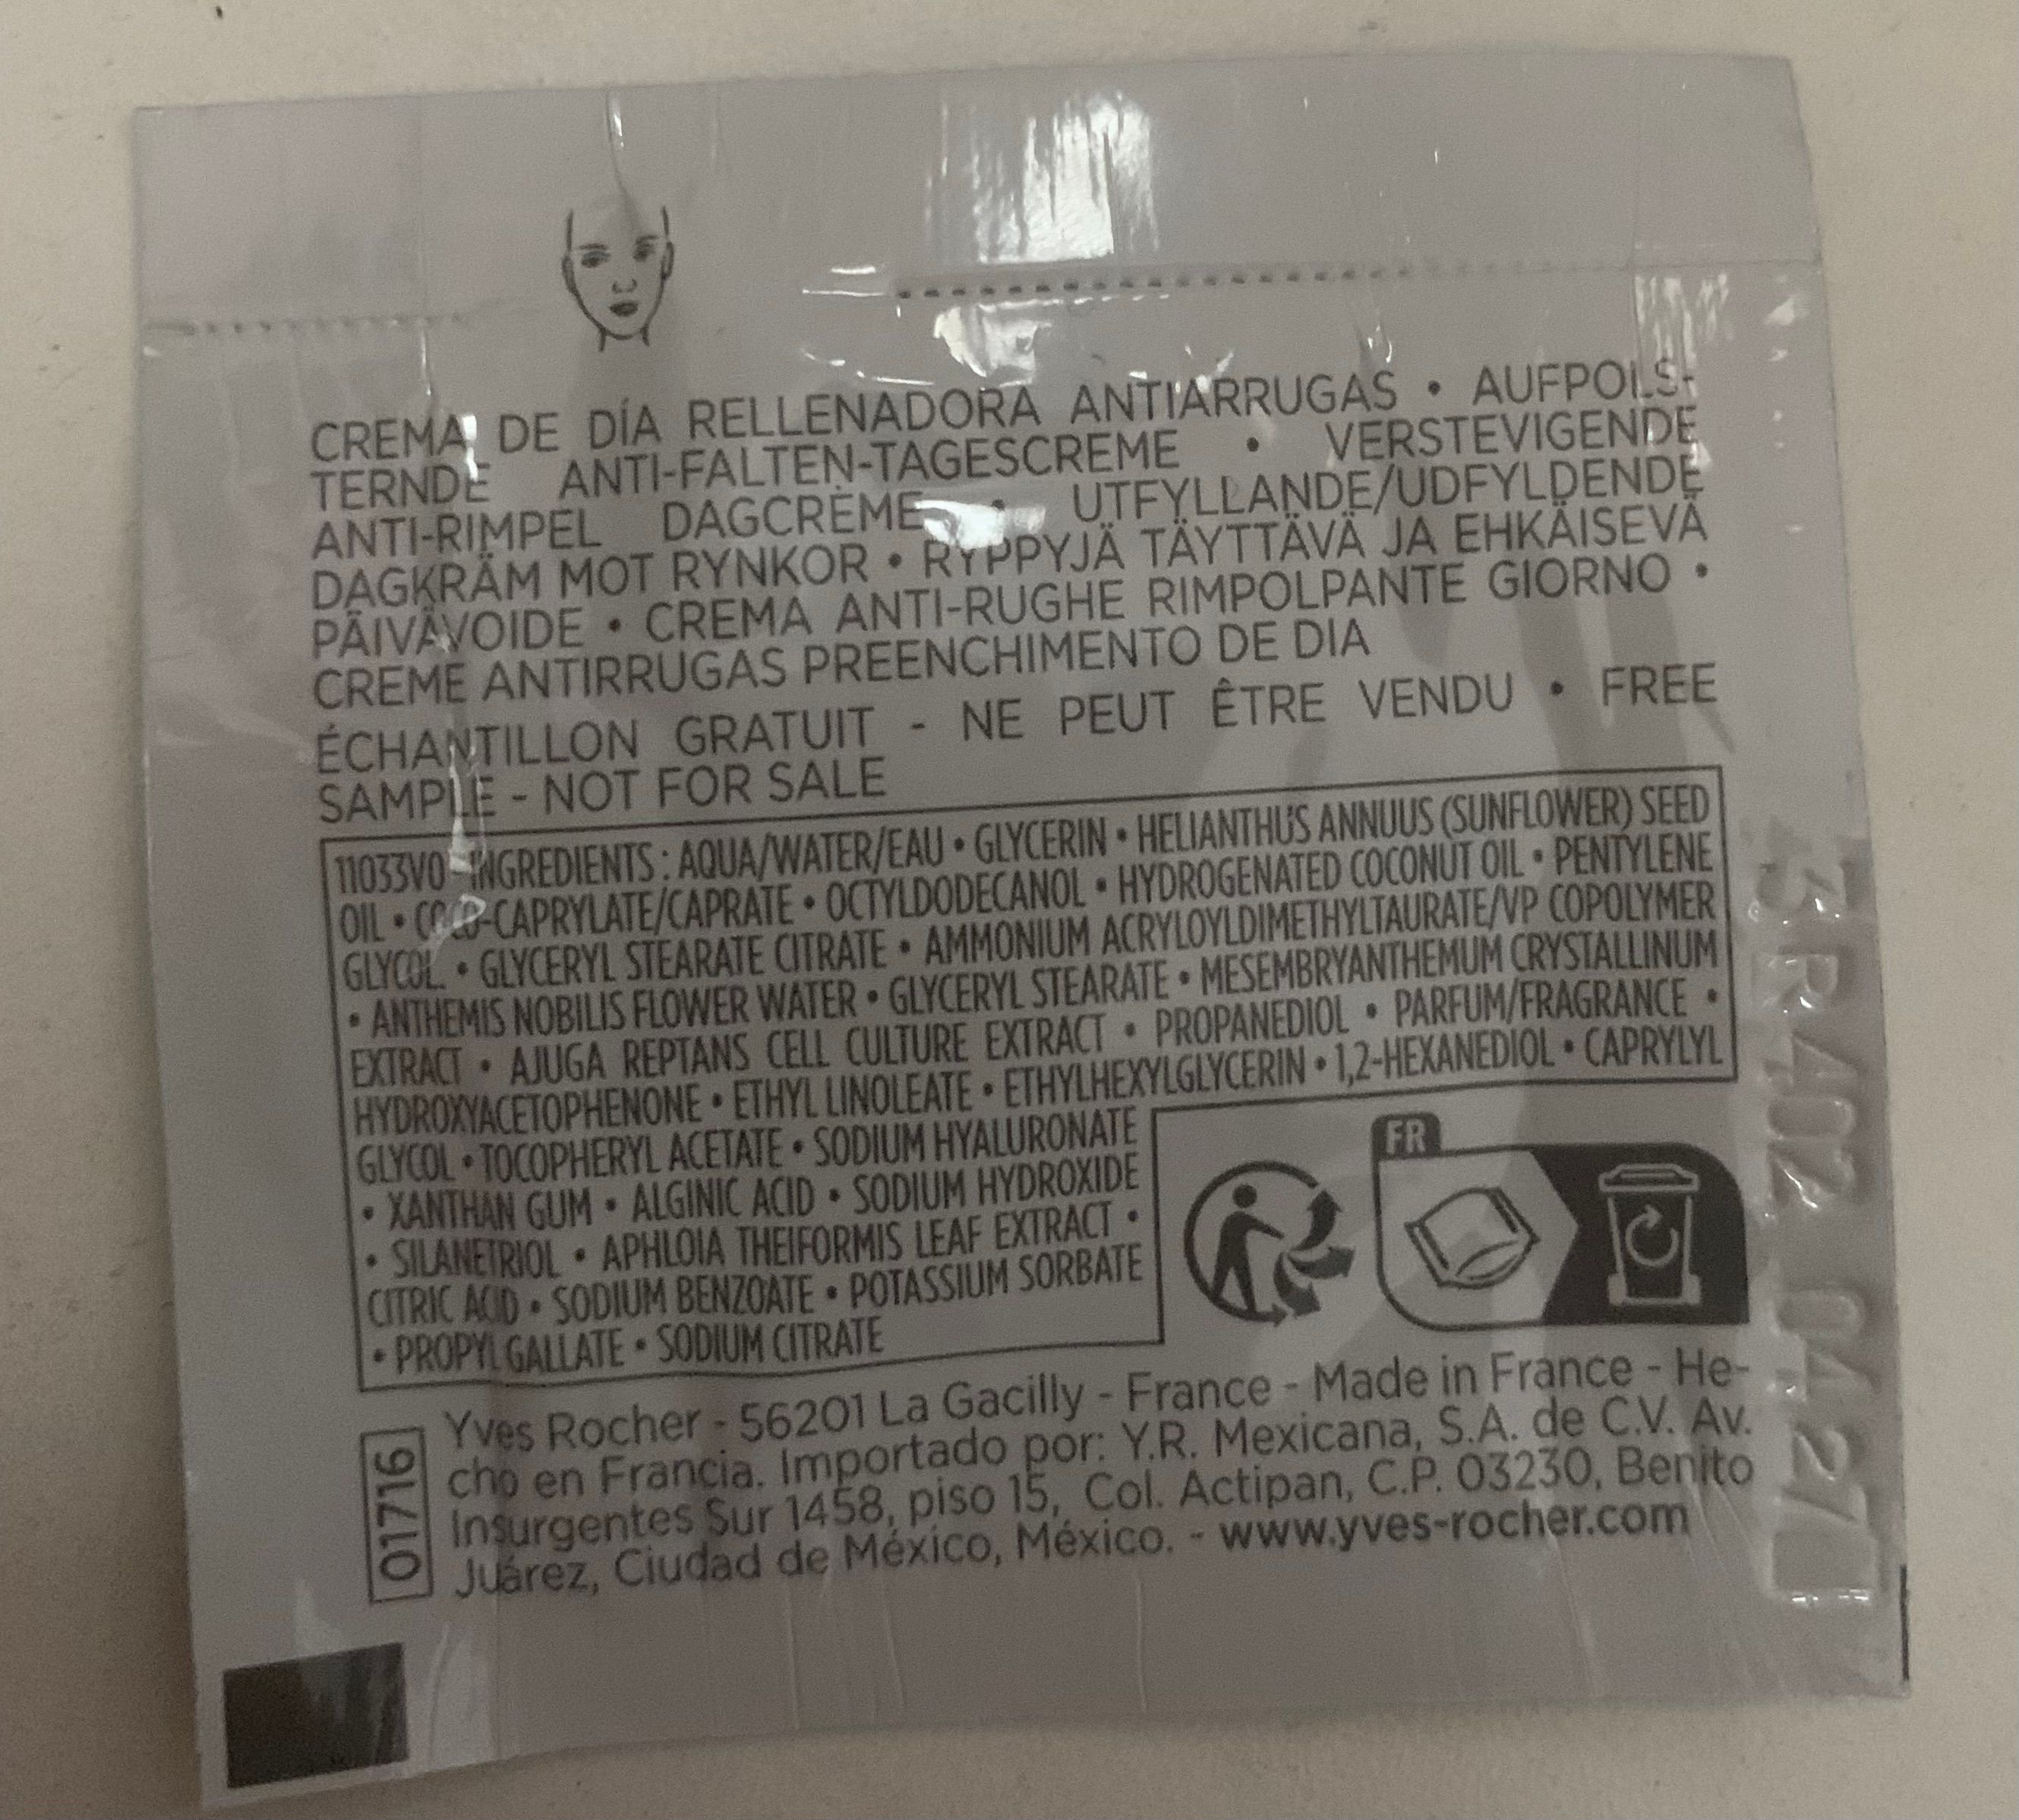 CREMA DE DÍA RELLENADORA ANTIARRUGAS • AUFPOLS-
TERNDE ANTI-FALTEN-TAGESCREME • VERSTEVIGENDE
ANTI-RIMPEL DAGCRÈME • UTFYLLANDE/UDFYLDENDE
DAGKRÄM MOT RYNKOR • RYPPYJÄ TÄYTTÄVÄ JA EHKÄISEVÄ
PÄIVÄVOIDE • CREMA ANTI-RUGHE RIMPOLPANTE GIORNO •
CREME ANTIRRUGAS PREENCHIMENTO DE DIA
ÉCHANTILLON GRATUIT - NE PEUT ÊTRE VENDU • FREE
SAMPLE - NOT FOR SALE
11033V0 - INGREDIENTS : AQUA/WATER/EAU • GLYCERIN • HELIANTHUS ANNUUS (SUNFLOWER) SEED
OIL • COCO-CAPRYLATE/CAPRATE • OCTYLDODECANOL • HYDROGENATED COCONUT OIL • PENTYLENE
GLYCOL • GLYCERYL STEARATE CITRATE • AMMONIUM ACRYLOYLDIMETHYLTAURATE/VP COPOLYMER
• ANTHEMIS NOBILIS FLOWER WATER • GLYCERYL STEARATE • MESEMBRYANTHEMUM CRYSTALLINUM
EXTRACT • AJUGA REPTANS CELL CULTURE EXTRACT • PROPANEDIOL • PARFUM/FRAGRANCE •
HYDROXYACETOPHENONE • ETHYL LINOLEATE • ETHYLHEXYLGLYCERIN • 1,2-HEXANEDIOL • CAPRYLYL
GLYCOL • TOCOPHERYL ACETATE • SODIUM HYALURONATE
• XANTHAN GUM • ALGINIC ACID • SODIUM HYDROXIDE
• SILANETRIOL • APHLOIA THEIFORMIS LEAF EXTRACT •
CITRIC ACID • SODIUM BENZOATE • POTASSIUM SORBATE
• PROPYL GALLATE • SODIUM CITRATE
FR
01716
Yves Rocher - 56201 La Gacilly - France - Made in France - He-
cho en Francia. Importado por: Y.R. Mexicana, S.A. de C.V. Av.
Insurgentes Sur 1458, piso 15, Col. Actipan, C.P. 03230, Benito
Juárez, Ciudad de México, México. - www.yves-rocher.com